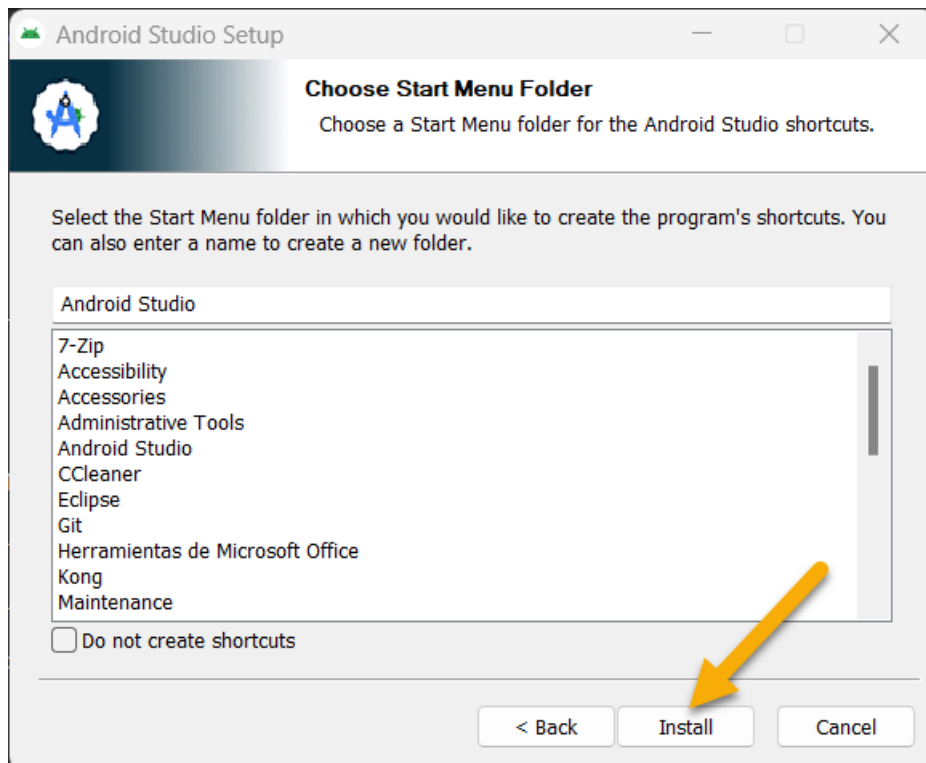 Android Studio Setup
Choose Start Menu Folder
Choose a Start Menu folder for the Android Studio shortcuts.
Select the Start Menu folder in which you would like to create the program's shortcuts. You
can also enter a name to create a new folder.
Android Studio
7-Zip
Accessibility
Accessories
Administrative Tools
Android Studio
CCleaner
Eclipse
Git
Herramientas de Microsoft Office
Kong
Maintenance
Do not create shortcuts
< Back
Install
Cancel